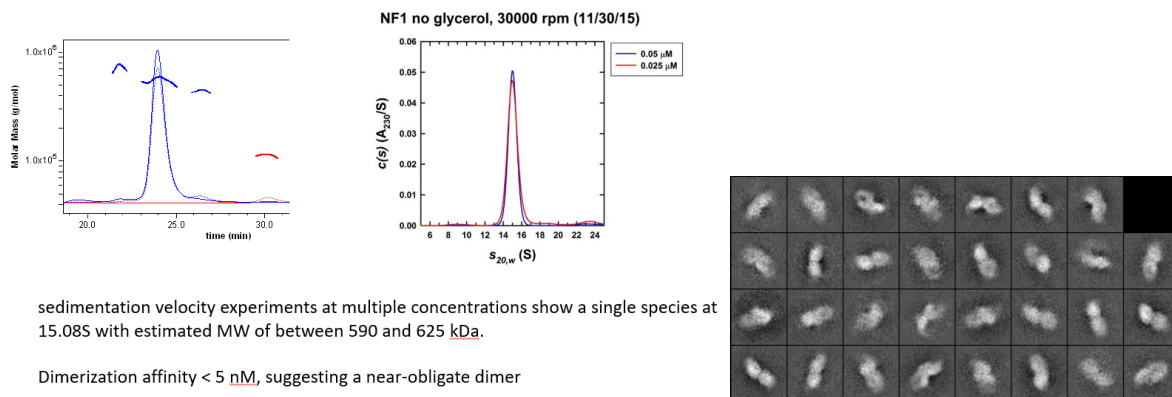 NF1 no glycerol, 30000 rpm (11/30/15)
1.0x10⁶
1.0x10⁵
Molar Mass (g/mol)
20.0 25.0 30.0
time (min)
0.06
0.05
0.04
0.03
0.02
0.01
0.00
c(s) (A230/S)
6 8 10 12 14 16 18 20 22 24
s20,w (S)
0.05 µM
0.025 µM
sedimentation velocity experiments at multiple concentrations show a single species at
15.08S with estimated MW of between 590 and 625 kDa.
Dimerization affinity < 5 nM, suggesting a near-obligate dimer